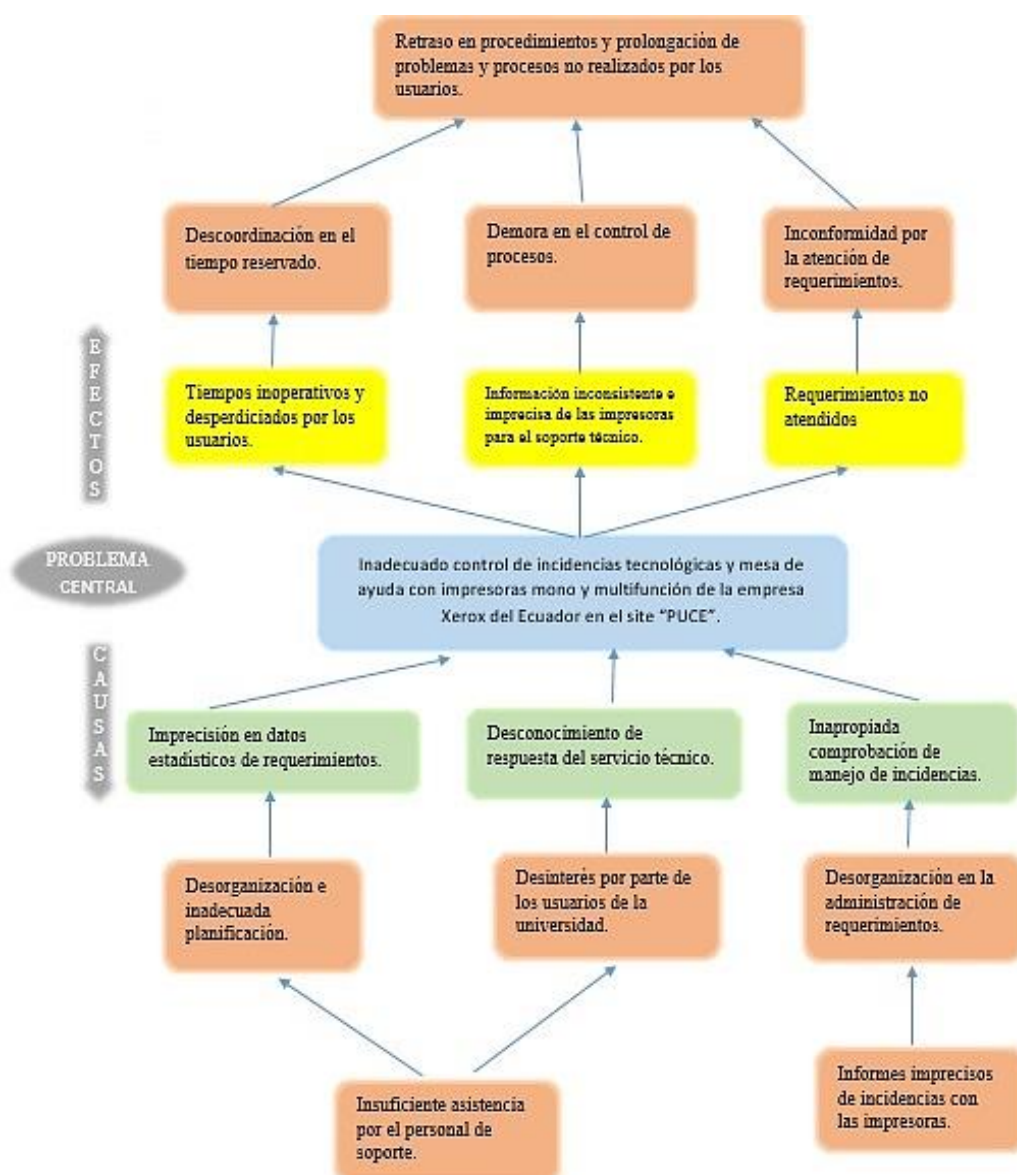 Retraso en procedimientos y prolongación de
problemas y procesos no realizados por los
usuarios.
Descoordinación en el
tiempo reservado.
Demora en el control de
procesos.
Inconformidad por
la atención de
requerimientos.
EFECTOS
Tiempos inoperativos y
desperdiciados por los
usuarios.
Información inconsistente e
imprecisa de las impresoras
para el soporte técnico.
Requerimientos no
atendidos
PROBLEMA
CENTRAL
Inadecuado control de incidencias tecnológicas y mesa de
ayuda con impresoras mono y multifunción de la empresa
Xerox del Ecuador en el site “PUCE”.
CAUSAS
Imprecisión en datos
estadísticos de requerimientos.
Desconocimiento de
respuesta del servicio técnico.
Inapropiada
comprobación de
manejo de incidencias.
Desorganización e
inadecuada
planificación.
Desinterés por parte de
los usuarios de la
universidad.
Desorganización en la
administración de
requerimientos.
Insuficiente asistencia
por el personal de
soporte.
Informes imprecisos
de incidencias con
las impresoras.